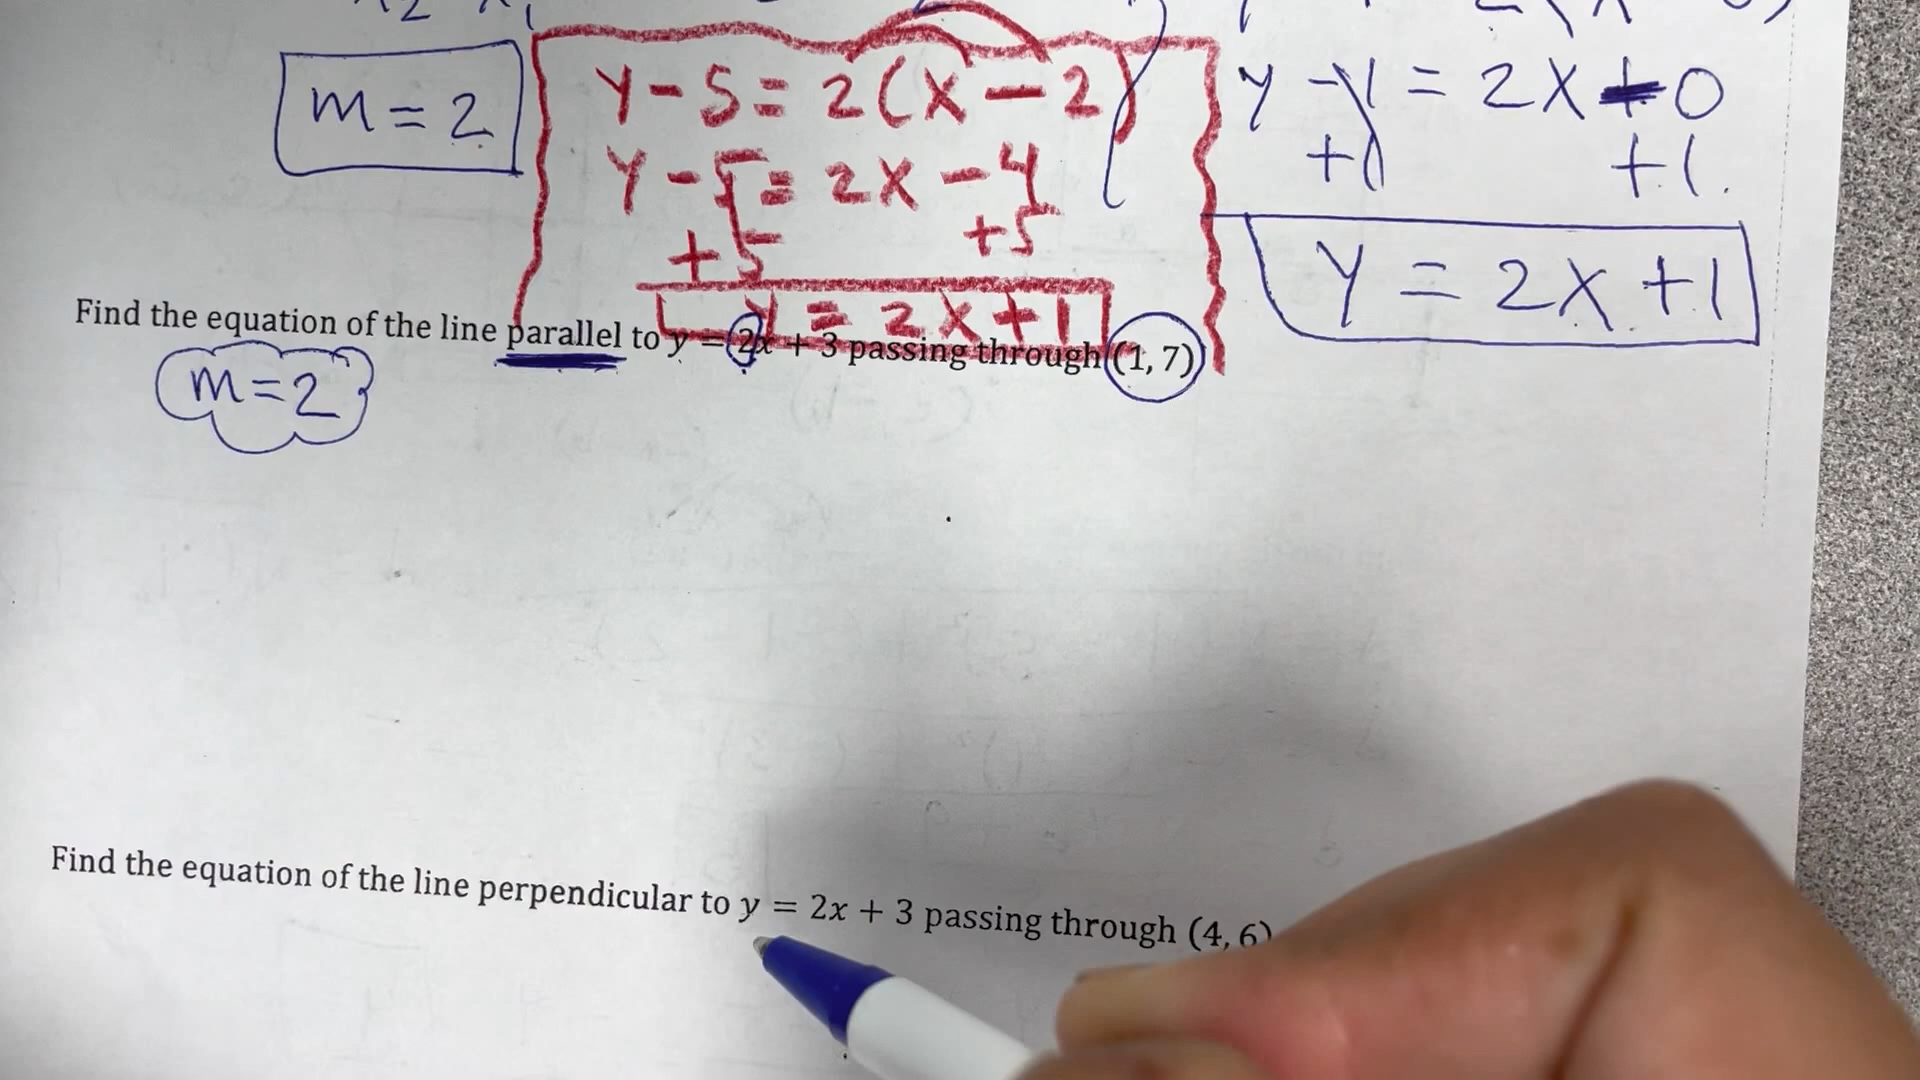 m = 2
y - 5 = 2(x - 2)
y - 5 = 2x - 4
+5 +5
y = 2x + 1
y - 1 = 2x + 0
+1 +1.
y = 2x + 1
Find the equation of the line parallel to y = 2x + 3 passing through (1, 7)
m = 2
Find the equation of the line perpendicular to y = 2x + 3 passing through (4, 6)